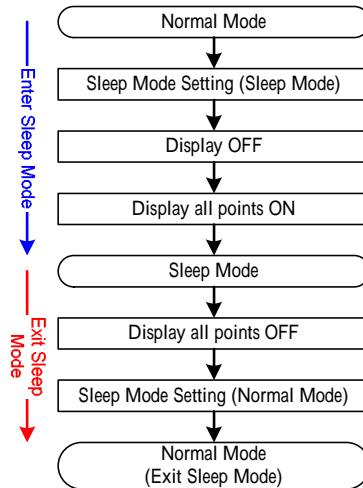 Normal Mode
Sleep Mode Setting (Sleep Mode)
Display OFF
Display all points ON
Sleep Mode
Display all points OFF
Sleep Mode Setting (Normal Mode)
Normal Mode
(Exit Sleep Mode)
Enter Sleep Mode
Exit Sleep
Mode